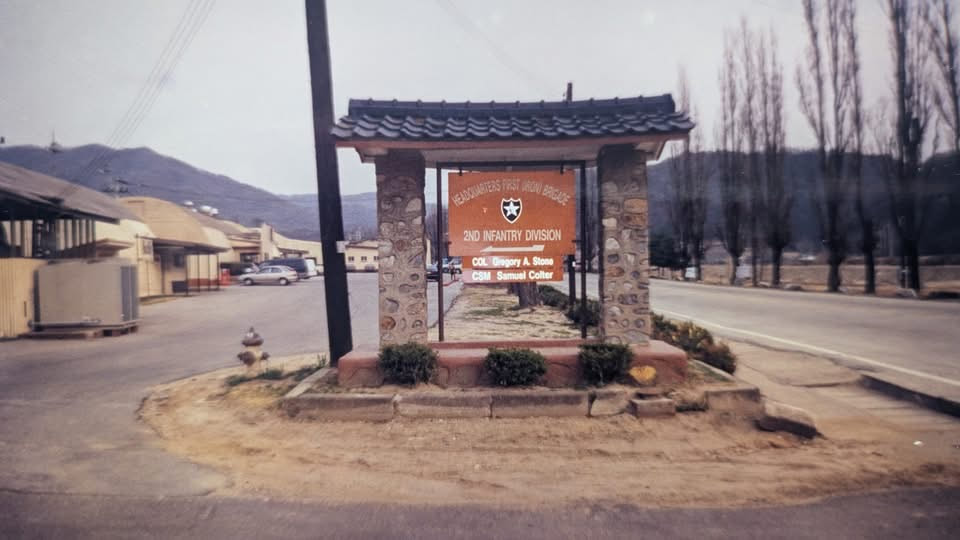 HEADQUARTERS FIRST (IRON) BRIGADE
2ND INFANTRY DIVISION
COL Gregory A. Stone
CSM Samuel Colter